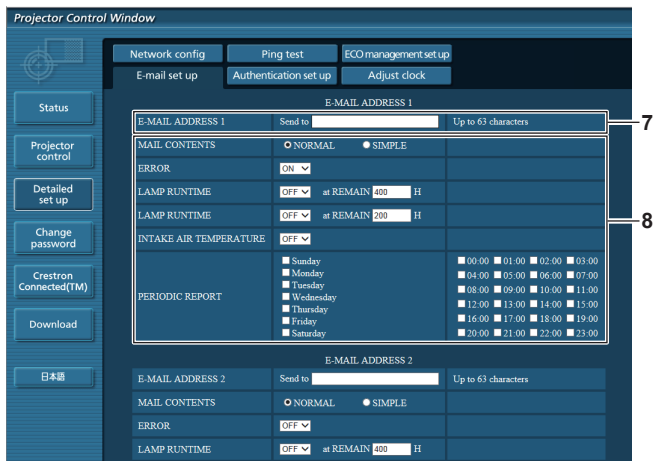 Projector Control Window
Network config Ping test ECO management set up
E-mail set up Authentication set up Adjust clock
Status
Projector control
Detailed set up
Change password
Crestron Connected(TM)
Download
日本語
E-MAIL ADDRESS 1
E-MAIL ADDRESS 1 Send to Up to 63 characters
7
MAIL CONTENTS NORMAL SIMPLE
ERROR ON
LAMP RUNTIME OFF at REMAIN 400 H
LAMP RUNTIME OFF at REMAIN 200 H
8
INTAKE AIR TEMPERATURE OFF
PERIODIC REPORT
Sunday
Monday
Tuesday
Wednesday
Thursday
Friday
Saturday
00:00 01:00 02:00 03:00
04:00 05:00 06:00 07:00
08:00 09:00 10:00 11:00
12:00 13:00 14:00 15:00
16:00 17:00 18:00 19:00
20:00 21:00 22:00 23:00
E-MAIL ADDRESS 2
E-MAIL ADDRESS 2 Send to Up to 63 characters
MAIL CONTENTS NORMAL SIMPLE
ERROR OFF
LAMP RUNTIME OFF at REMAIN 400 H